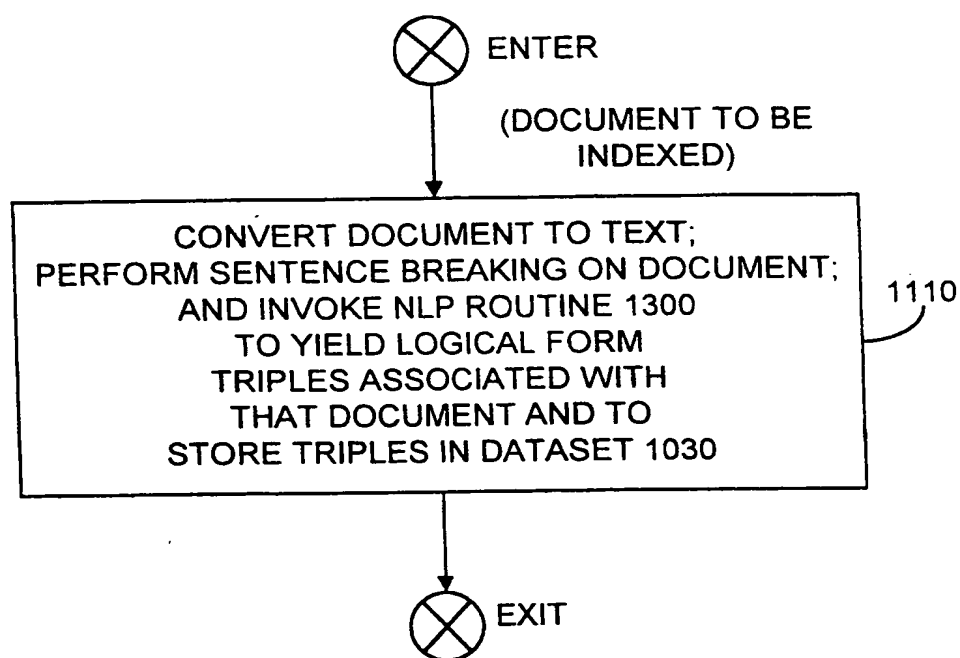 ENTER
(DOCUMENT TO BE
INDEXED)
CONVERT DOCUMENT TO TEXT;
PERFORM SENTENCE BREAKING ON DOCUMENT;
AND INVOKE NLP ROUTINE 1300
TO YIELD LOGICAL FORM
TRIPLES ASSOCIATED WITH
THAT DOCUMENT AND TO
STORE TRIPLES IN DATASET 1030
1110
EXIT